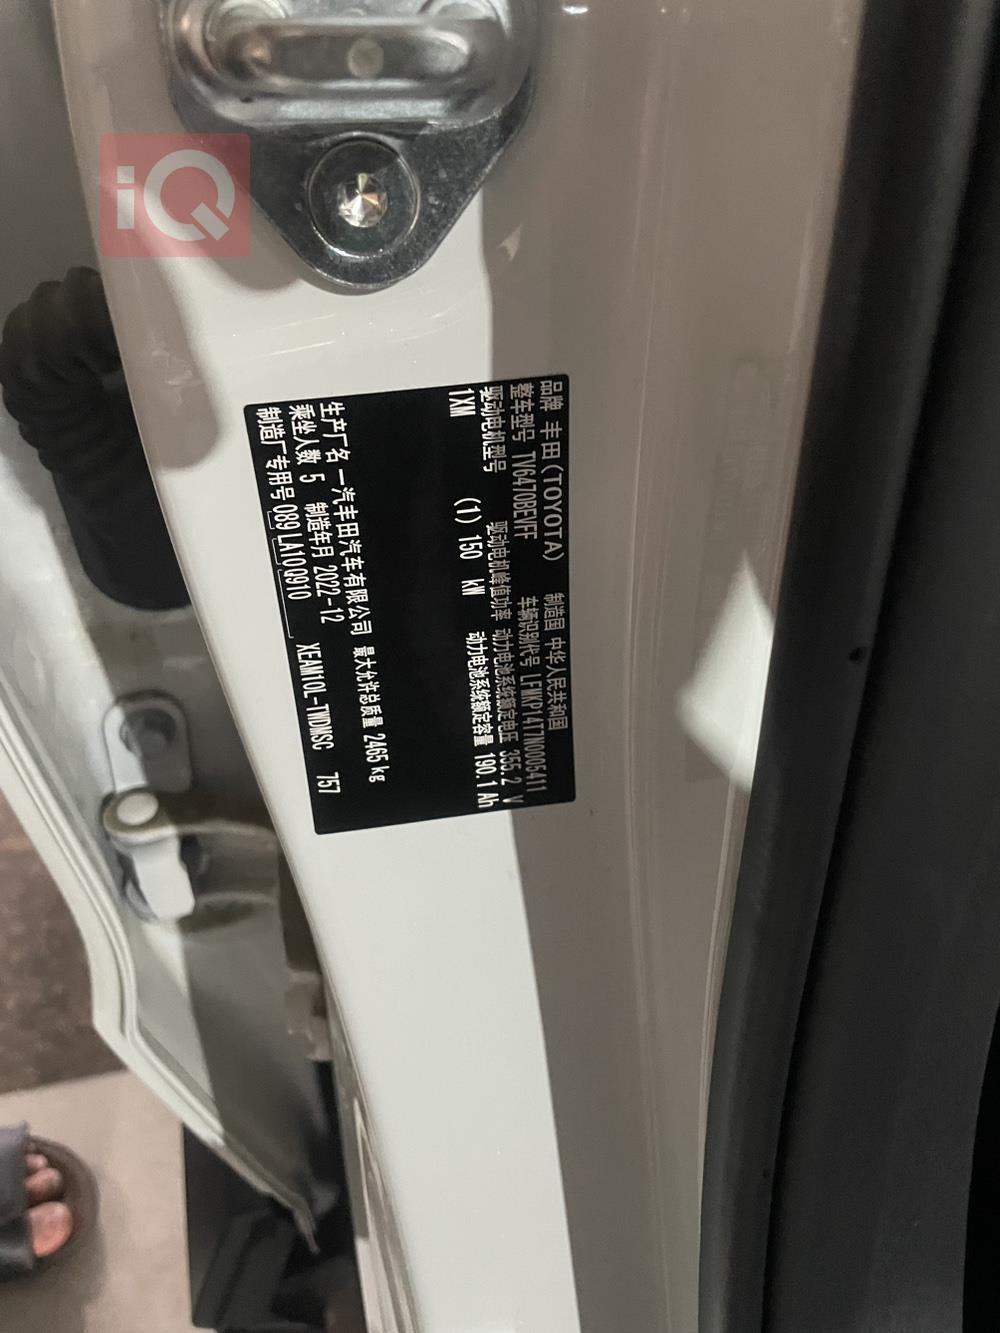 iQ
品牌 丰田(TOYOTA) 制造国 中华人民共和国
整车型号 TV6470BEVFF 车辆识别代号 LFMKP14T7N0005411
驱动电机型号 驱动电机峰值功率 动力电池系统额定电压 355.2 V
1XM (1) 150 kW 动力电池系统额定容量 190.1 Ah
生产厂名 一汽丰田汽车有限公司 最大允许总质量 2465 kg
乘坐人数 5 制造年月 2022-12
制造厂专用号 089 LA10 Q910 XEAM10L-TWDMSC 757